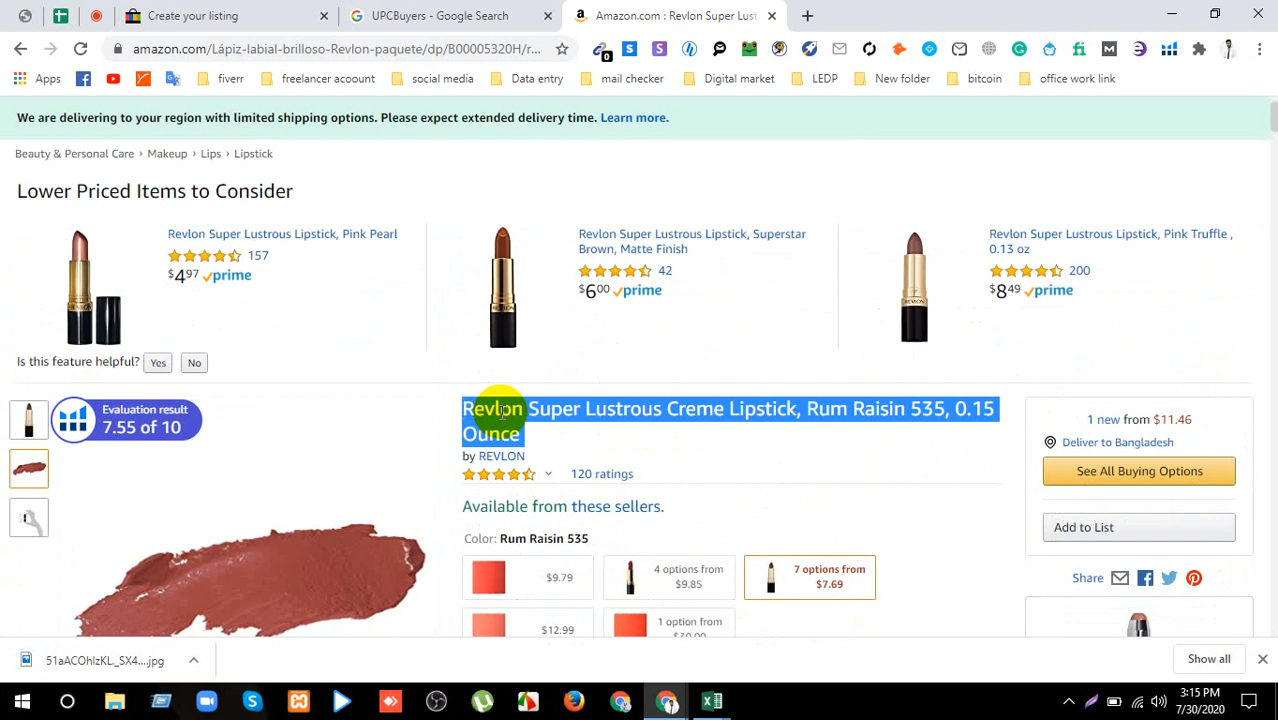 Create your listing
UPCBuyers - Google Search
Amazon.com : Revlon Super Lust
amazon.com/Lápiz-labial-brilloso-Revlon-paquete/dp/B00005320H/r...
0
Apps
fiverr
freelancer acoount
social media
Data entry
mail checker
Digital market
LEDP
New folder
bitcoin
office work link
We are delivering to your region with limited shipping options. Please expect extended delivery time. Learn more.
Beauty & Personal Care › Makeup › Lips › Lipstick
Lower Priced Items to Consider
Revlon Super Lustrous Lipstick, Pink Pearl
157
$4.97 prime
Revlon Super Lustrous Lipstick, Superstar
Brown, Matte Finish
42
$6.00 prime
Revlon Super Lustrous Lipstick, Pink Truffle ,
0.13 oz
200
$8.49 prime
Is this feature helpful? Yes No
Evaluation result
7.55 of 10
Revlon Super Lustrous Creme Lipstick, Rum Raisin 535, 0.15
Ounce
by REVLON
120 ratings
Available from these sellers.
Color: Rum Raisin 535
$9.79
4 options from
$9.85
7 options from
$7.69
$12.99
1 option from
1 new from $11.46
Deliver to Bangladesh
See All Buying Options
Add to List
Share
51aACOhIzKL._SX4....jpg
Show all
3:15 PM
7/30/2020